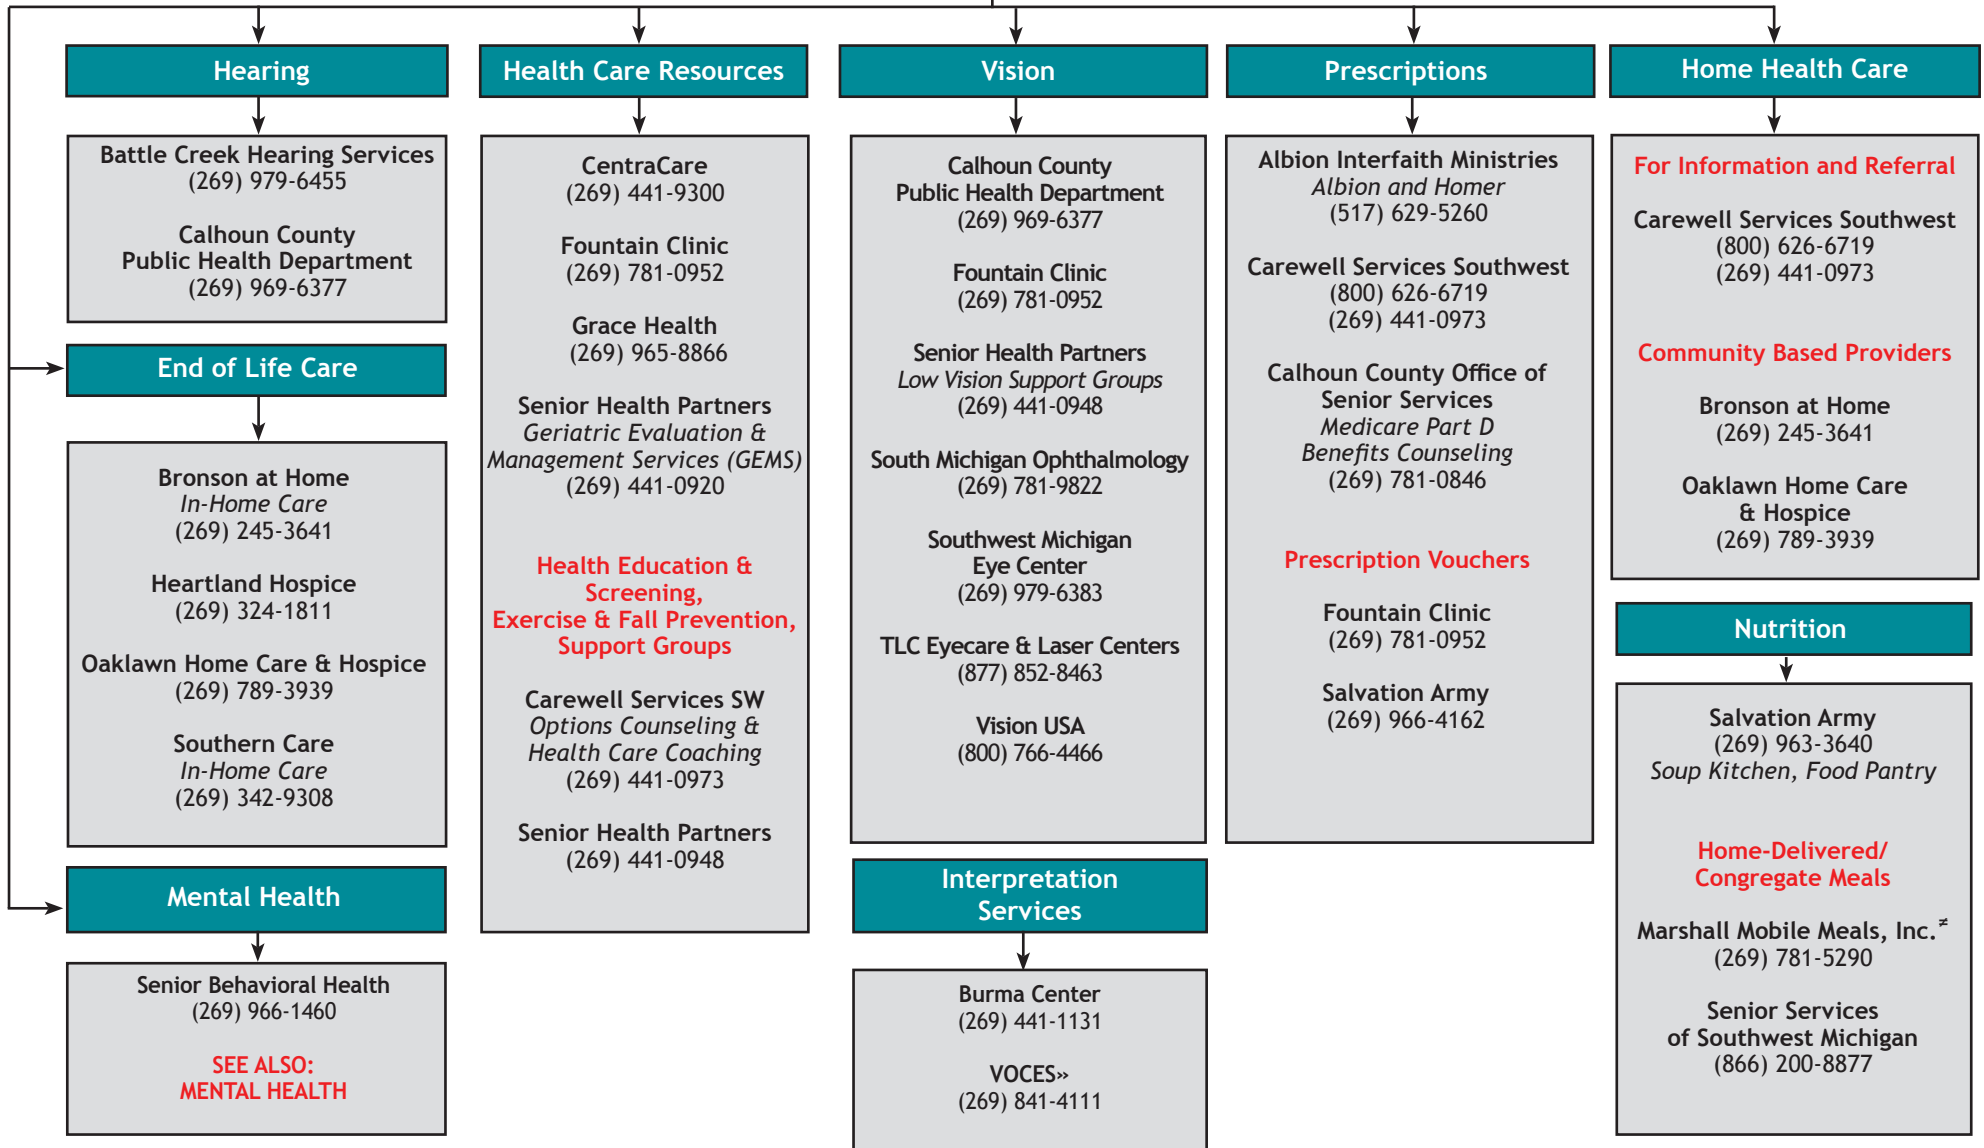 Hearing
Battle Creek Hearing Services
(269) 979-6455
Calhoun County
Public Health Department
(269) 969-6377
End of Life Care
Bronson at Home
In-Home Care
(269) 245-3641
Heartland Hospice
(269) 324-1811
Oaklawn Home Care & Hospice
(269) 789-3939
Southern Care
In-Home Care
(269) 342-9308
Mental Health
Senior Behavioral Health
(269) 966-1460
SEE ALSO:
MENTAL HEALTH
Health Care Resources
CentraCare
(269) 441-9300
Fountain Clinic
(269) 781-0952
Grace Health
(269) 965-8866
Senior Health Partners
Geriatric Evaluation &
Management Services (GEMS)
(269) 441-0920
Health Education &
Screening,
Exercise & Fall Prevention,
Support Groups
Carewell Services SW
Options Counseling &
Health Care Coaching
(269) 441-0973
Senior Health Partners
(269) 441-0948
Vision
Calhoun County
Public Health Department
(269) 969-6377
Fountain Clinic
(269) 781-0952
Senior Health Partners
Low Vision Support Groups
(269) 441-0948
South Michigan Ophthalmology
(269) 781-9822
Southwest Michigan
Eye Center
(269) 979-6383
TLC Eyecare & Laser Centers
(877) 852-8463
Vision USA
(800) 766-4466
Interpretation
Services
Burma Center
(269) 441-1131
VOCES»
(269) 841-4111
Prescriptions
Albion Interfaith Ministries
Albion and Homer
(517) 629-5260
Carewell Services Southwest
(800) 626-6719
(269) 441-0973
Calhoun County Office of
Senior Services
Medicare Part D
Benefits Counseling
(269) 781-0846
Prescription Vouchers
Fountain Clinic
(269) 781-0952
Salvation Army
(269) 966-4162
Home Health Care
For Information and Referral
Carewell Services Southwest
(800) 626-6719
(269) 441-0973
Community Based Providers
Bronson at Home
(269) 245-3641
Oaklawn Home Care
& Hospice
(269) 789-3939
Nutrition
Salvation Army
(269) 963-3640
Soup Kitchen, Food Pantry
Home-Delivered/
Congregate Meals
Marshall Mobile Meals, Inc.≠
(269) 781-5290
Senior Services
of Southwest Michigan
(866) 200-8877